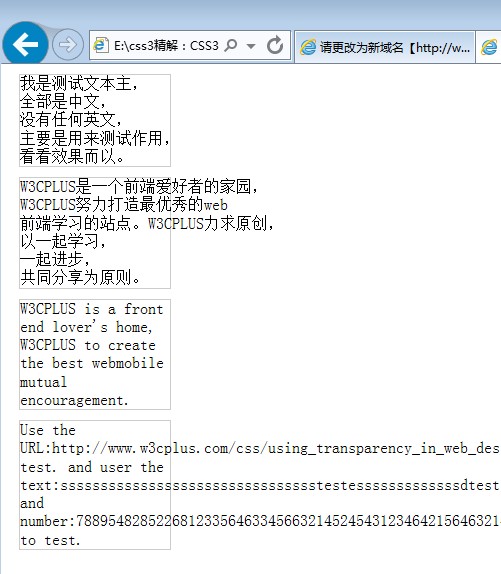 E:\css3精解：CSS3
请更改为新域名【http://w...
我是测试文本主，
全部是中文，
没有任何英文，
主要是用来测试作用，
看看效果而以。
W3CPLUS是一个前端爱好者的家园，
W3CPLUS努力打造最优秀的web
前端学习的站点。W3CPLUS力求原创，
以一起学习，
一起进步，
共同分享为原则。
W3CPLUS is a front
end lover's home,
W3CPLUS to create
the best webmobile
mutual
encouragement.
Use the
URL:http://www.w3cplus.com/css/using_transparency_in_web_des
test. and user the
text:sssssssssssssssssssssssssssssssstestesssssssssssssdtest
and
number:78895482852268123356463345663214524543123464215646321
to test.